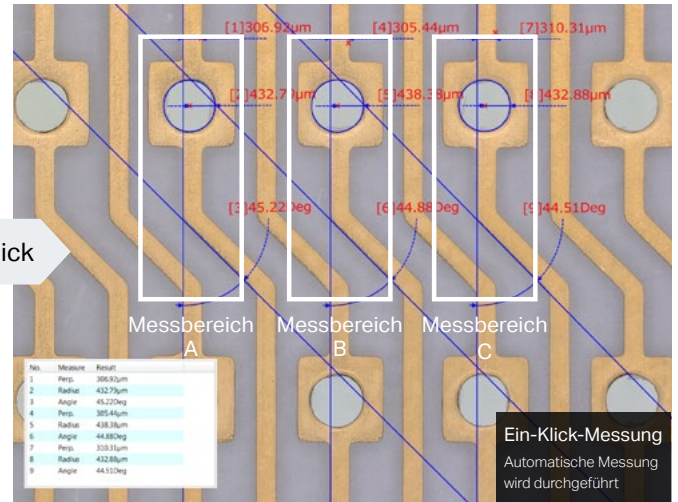 [1]306.92μm [4]305.44μm [7]310.31μm
[2]432.79μm [5]438.38μm [8]432.88μm
[3]45.22Deg [6]44.88Deg [9]44.51Deg
ick
Messbereich A
Messbereich B
Messbereich C
No. Measure Result
1 Perp. 306.92μm
2 Radius 432.79μm
3 Angle 45.22Deg
4 Perp. 305.44μm
5 Radius 438.38μm
6 Angle 44.88Deg
7 Perp. 310.31μm
8 Radius 432.88μm
9 Angle 44.51Deg
Ein-Klick-Messung
Automatische Messung
wird durchgeführt